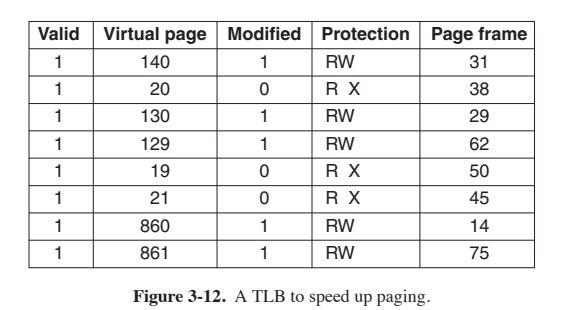 Valid Virtual page Modified Protection Page frame
1 140 1 RW 31
1 20 0 R X 38
1 130 1 RW 29
1 129 1 RW 62
1 19 0 R X 50
1 21 0 R X 45
1 860 1 RW 14
1 861 1 RW 75
Figure 3-12. A TLB to speed up paging.